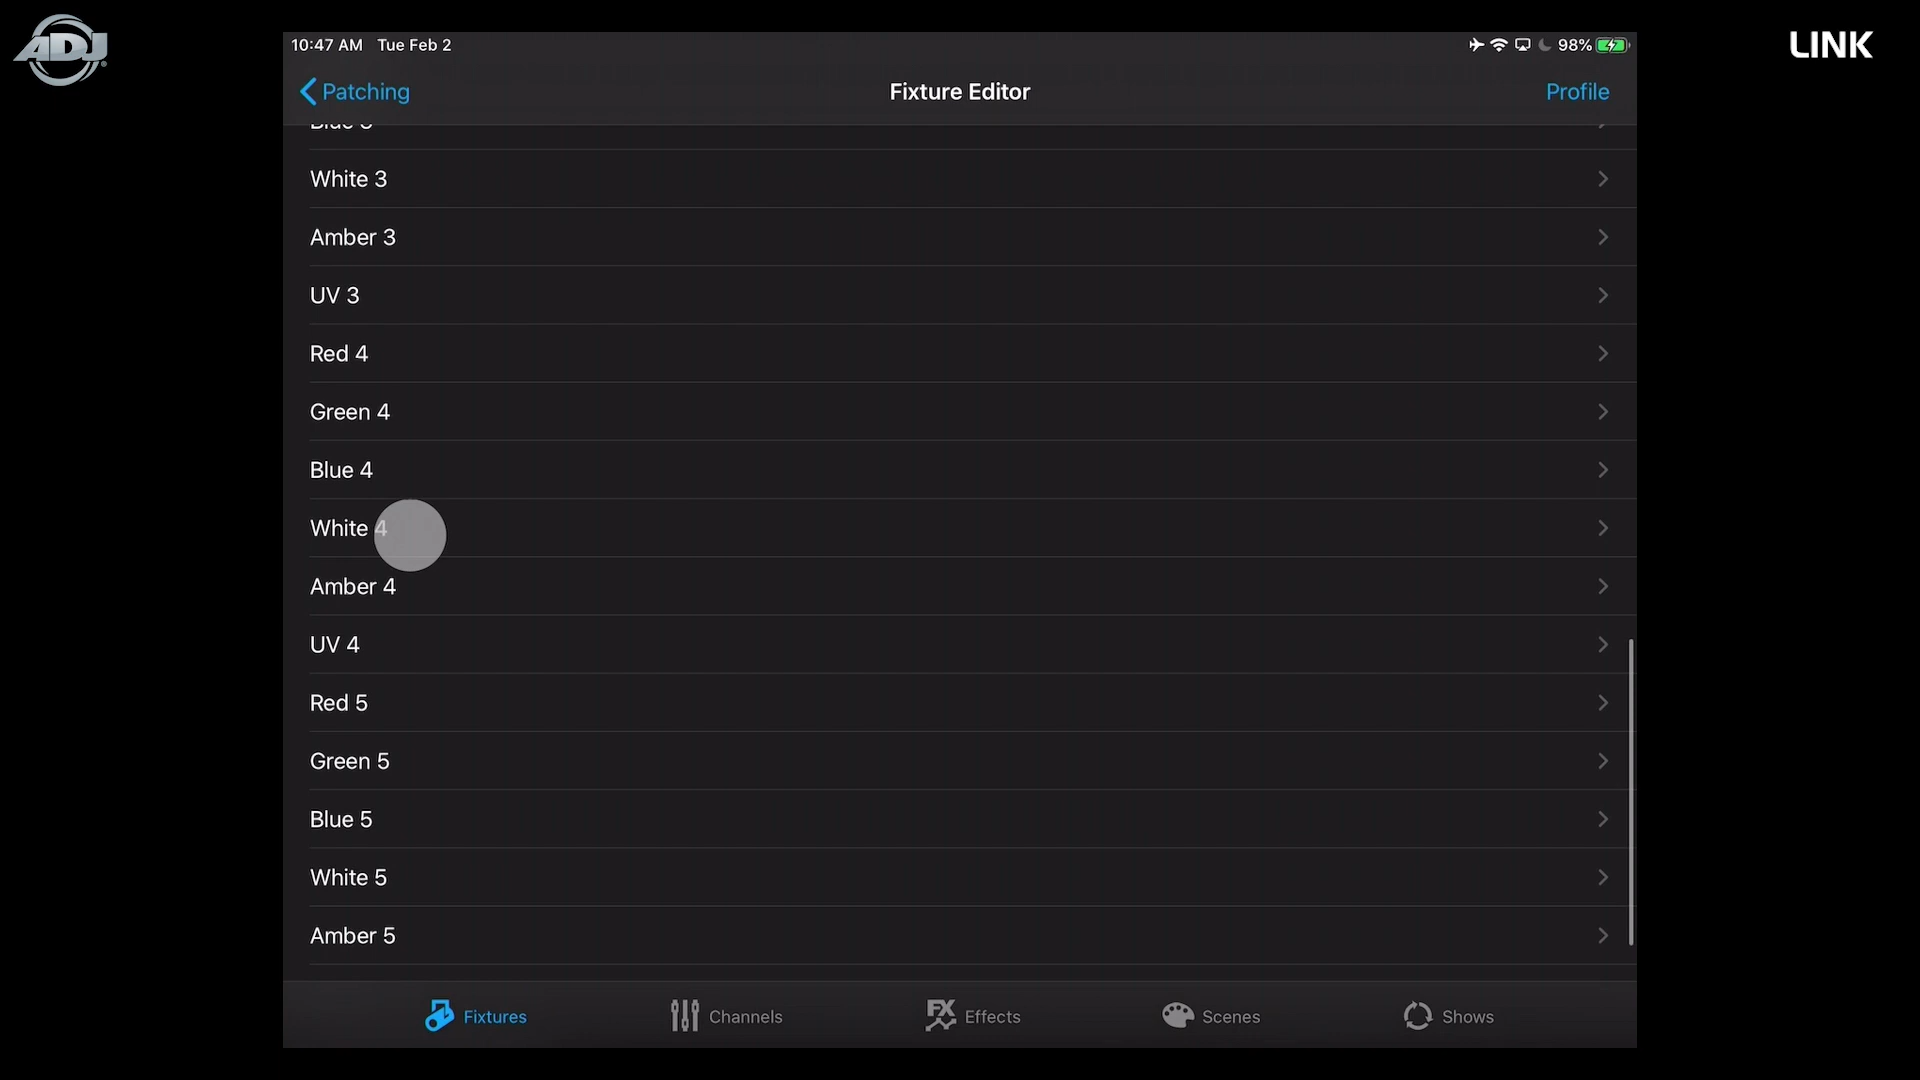 ADJ
LINK
10:47 AM Tue Feb 2
98%
Patching
Fixture Editor
Profile
White 3
Amber 3
UV 3
Red 4
Green 4
Blue 4
White 4
Amber 4
UV 4
Red 5
Green 5
Blue 5
White 5
Amber 5
Fixtures
Channels
FX Effects
Scenes
Shows